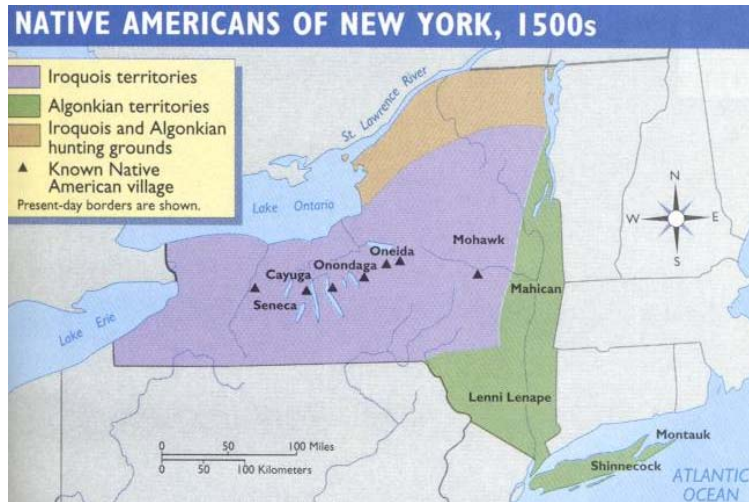 NATIVE AMERICANS OF NEW YORK, 1500s
Iroquois territories
Algonkian territories
Iroquois and Algonkian
hunting grounds
Known Native
American village
Present-day borders are shown.
St. Lawrence River
Lake Ontario
Lake Erie
Mohawk
Oneida
Onondaga
Cayuga
Seneca
Mahican
Lenni Lenape
Montauk
Shinnecock
ATLANTIC
OCEAN
N
W
E
S
0 50 100 Miles
0 50 100 Kilometers